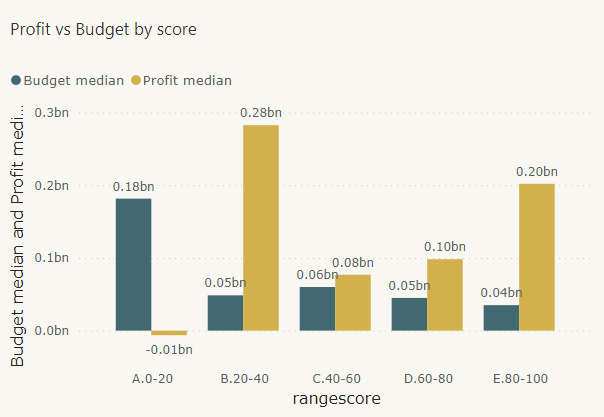 Profit vs Budget by score
Budget median Profit median
Budget median and Profit medi...
0.3bn
0.2bn
0.1bn
0.0bn
0.18bn
-0.01bn
0.05bn
0.28bn
0.06bn
0.08bn
0.05bn
0.10bn
0.04bn
0.20bn
A.0-20 B.20-40 C.40-60 D.60-80 E.80-100
rangescore